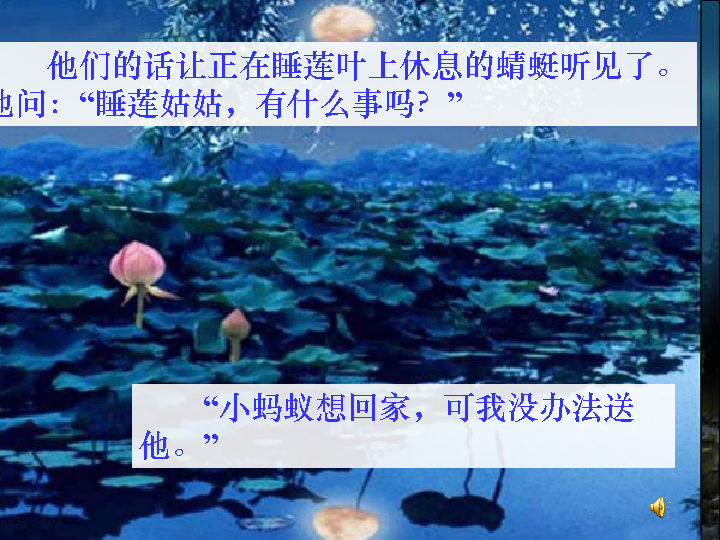 他们的话让正在睡莲叶上休息的蜻蜓听见了。
他问：“睡莲姑姑，有什么事吗？”
“小蚂蚁想回家，可我没办法送
他。”